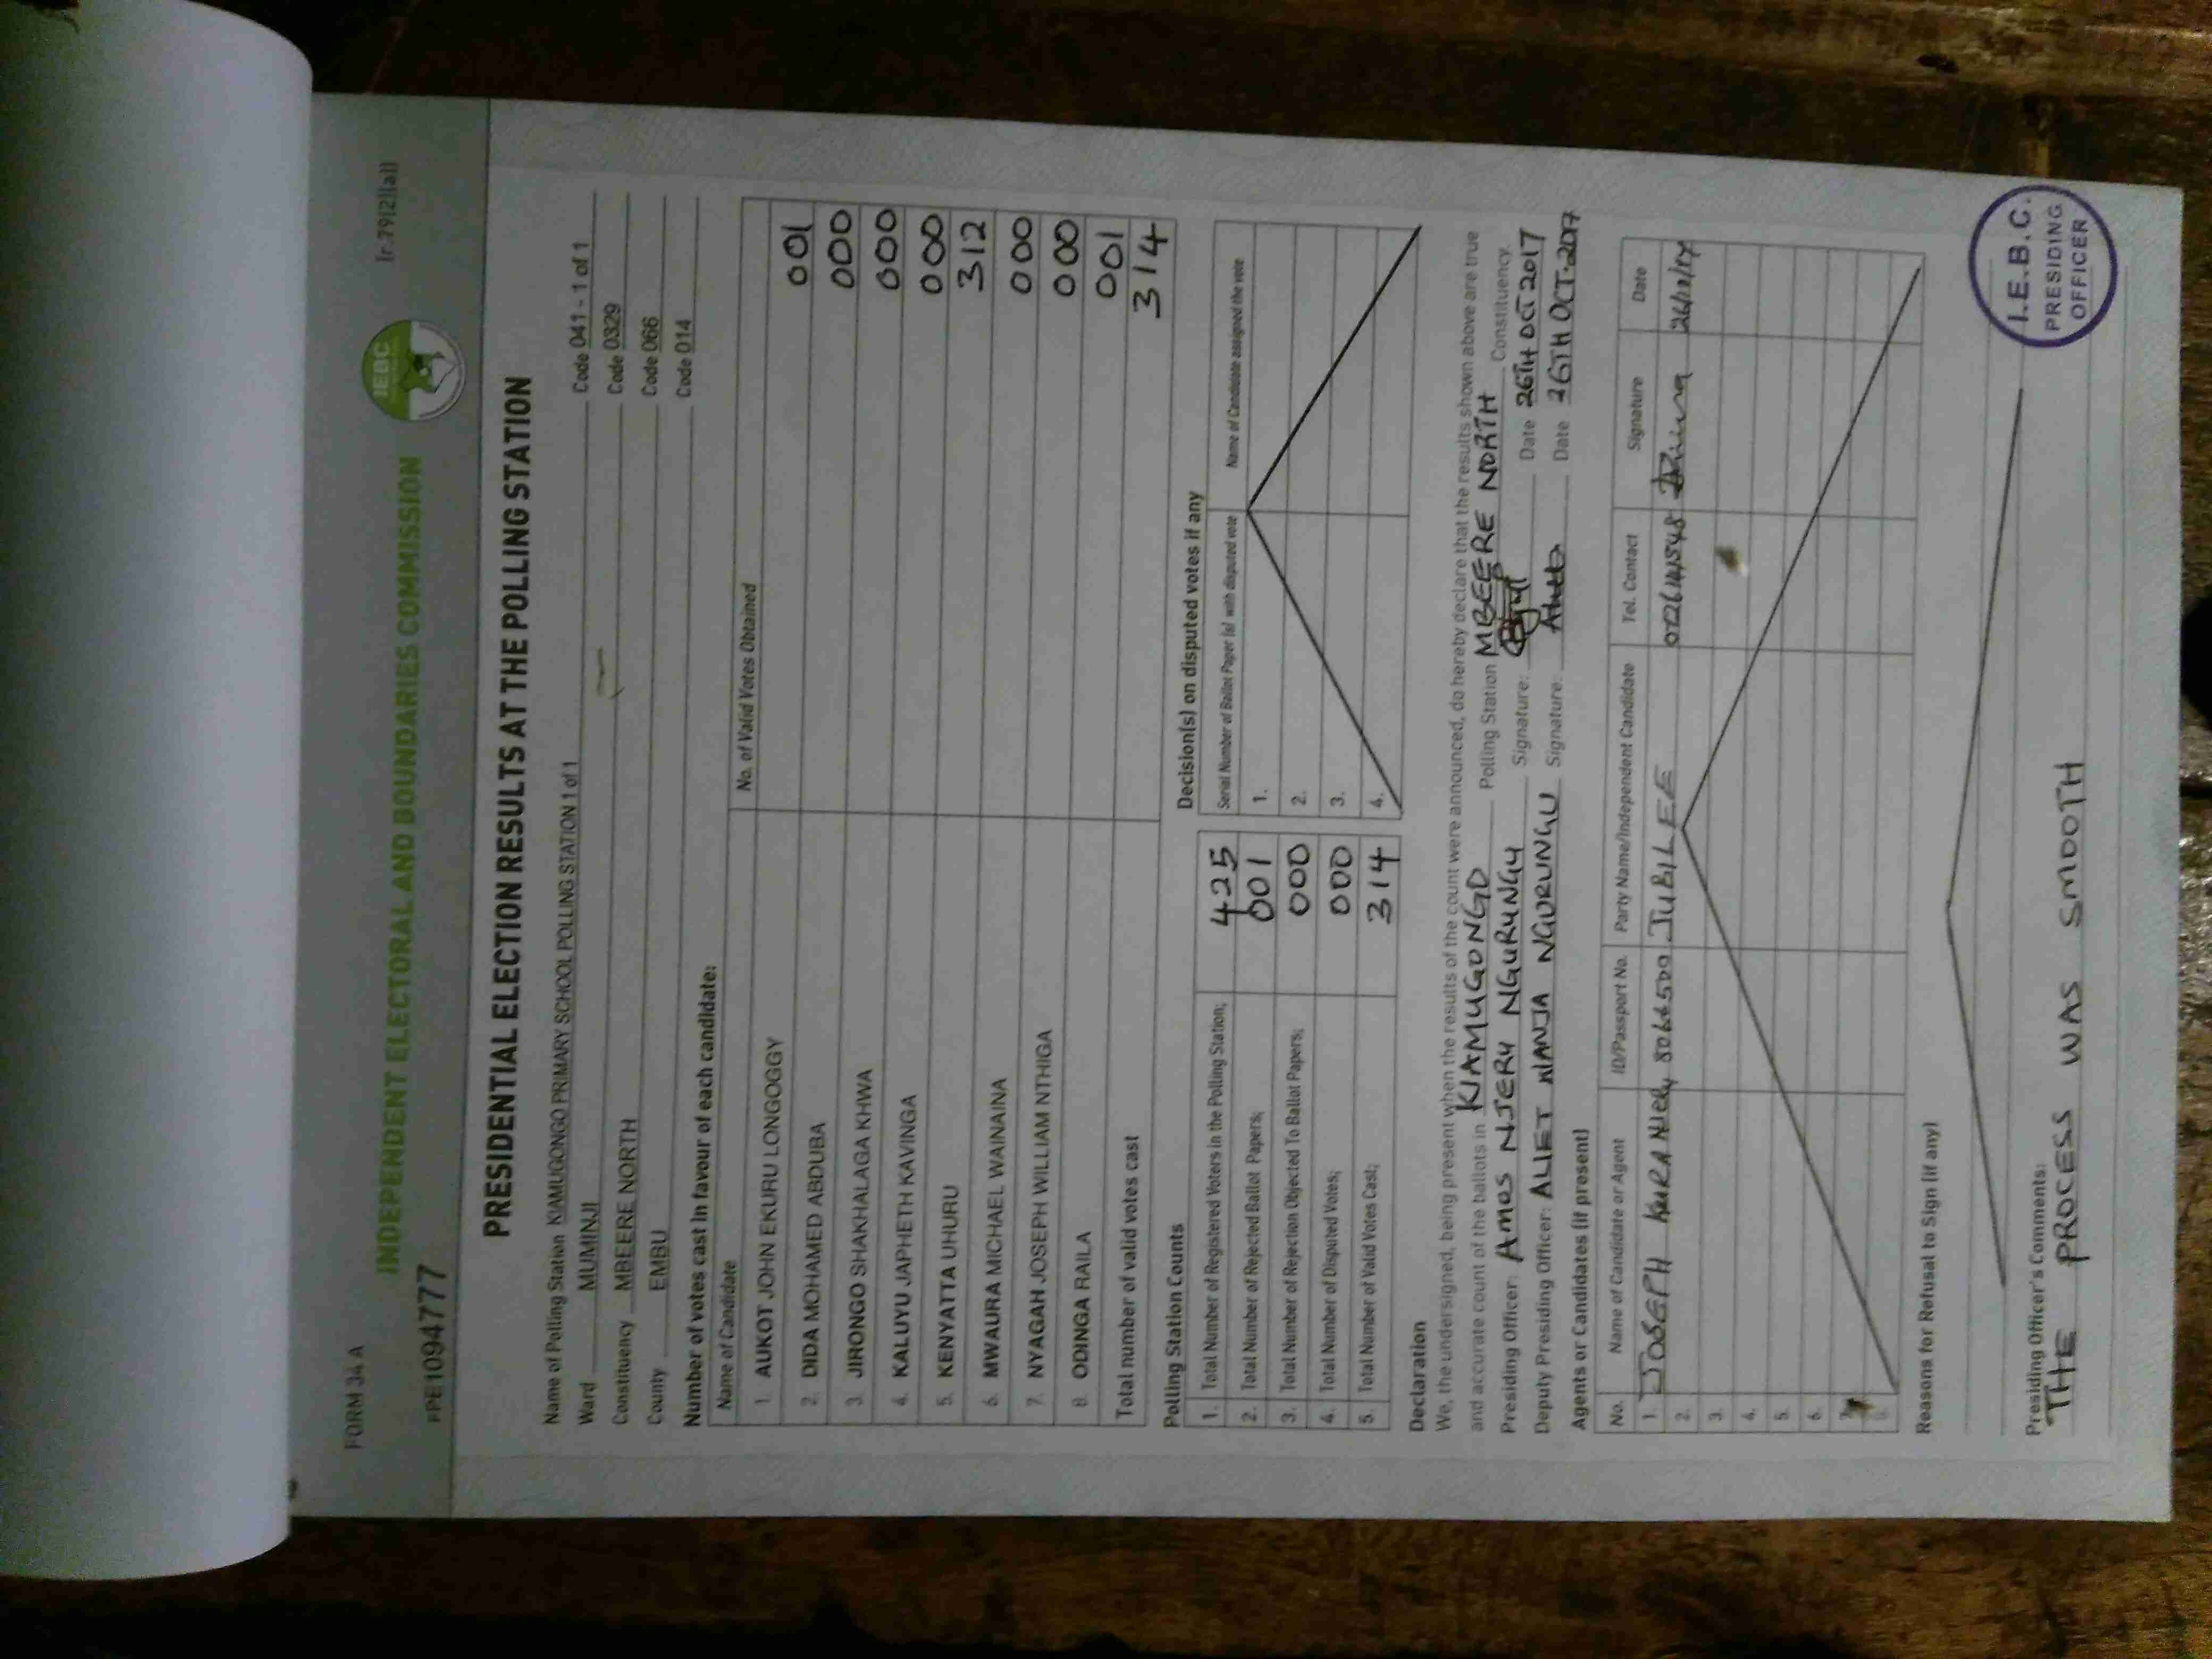 FORM 34 A (r.79(2)(a))
IEBC
INDEPENDENT ELECTORAL AND BOUNDARIES COMMISSION
PPE1094777
PRESIDENTIAL ELECTION RESULTS AT THE POLLING STATION
Name of Polling Station KIAMUGONGO PRIMARY SCHOOL POLLING STATION 1 of 1 Code 041 - 1 of 1
Ward MUMINJI Code 0329
Constituency MBEERE NORTH Code 066
County EMBU Code 014
Number of votes cast in favour of each candidate:
Name of Candidate No. of Valid Votes Obtained
1. AUKOT JOHN EKURU LONGOGGY 001
2. DIDA MOHAMED ABDUBA 000
3. JIRONGO SHAKHALAGA KHWA 000
4. KALUYU JAPHETH KAVINGA 000
5. KENYATTA UHURU 312
6. MWAURA MICHAEL WAINAINA 000
7. NYAGAH JOSEPH WILLIAM NTHIGA 000
8. ODINGA RAILA 001
Total number of valid votes cast 314
Polling Station Counts
1. Total Number of Registered Voters in the Polling Station; 425
2. Total Number of Rejected Ballot Papers; 001
3. Total Number of Rejection Objected To Ballot Papers; 000
4. Total Number of Disputed Votes; 000
5. Total Number of Valid Votes Cast; 314
Decision(s) on disputed votes if any
Serial Number of Ballot Paper (s) with disputed vote Name of Candidate assigned the vote
1.
2.
3.
4.
Declaration
We, the undersigned, being present when the results of the count were announced, do hereby declare that the results shown above are true
and accurate count of the ballots in KIAMUGONGO Polling Station MBEERE NORTH Constituency.
Presiding Officer: AMOS NJERU NGURUNGU Signature: Date 26TH OCT 2017
Deputy Presiding Officer: ALIET WANJA NGURUNGU Signature: Date 26TH OCT-2017
Agents or Candidates (if present)
No. Name of Candidate or Agent ID/Passport No. Party Name/Independent Candidate Tel. Contact Signature Date
1. JOSEPH 8066500 JUBILEE 26/10/17
2.
3.
4.
5.
6.
7.
8.
Reasons for Refusal to Sign (if any)
Presiding Officer's Comments:
THE PROCESS WAS SMOOTH
I.E.B.C.
PRESIDING
OFFICER